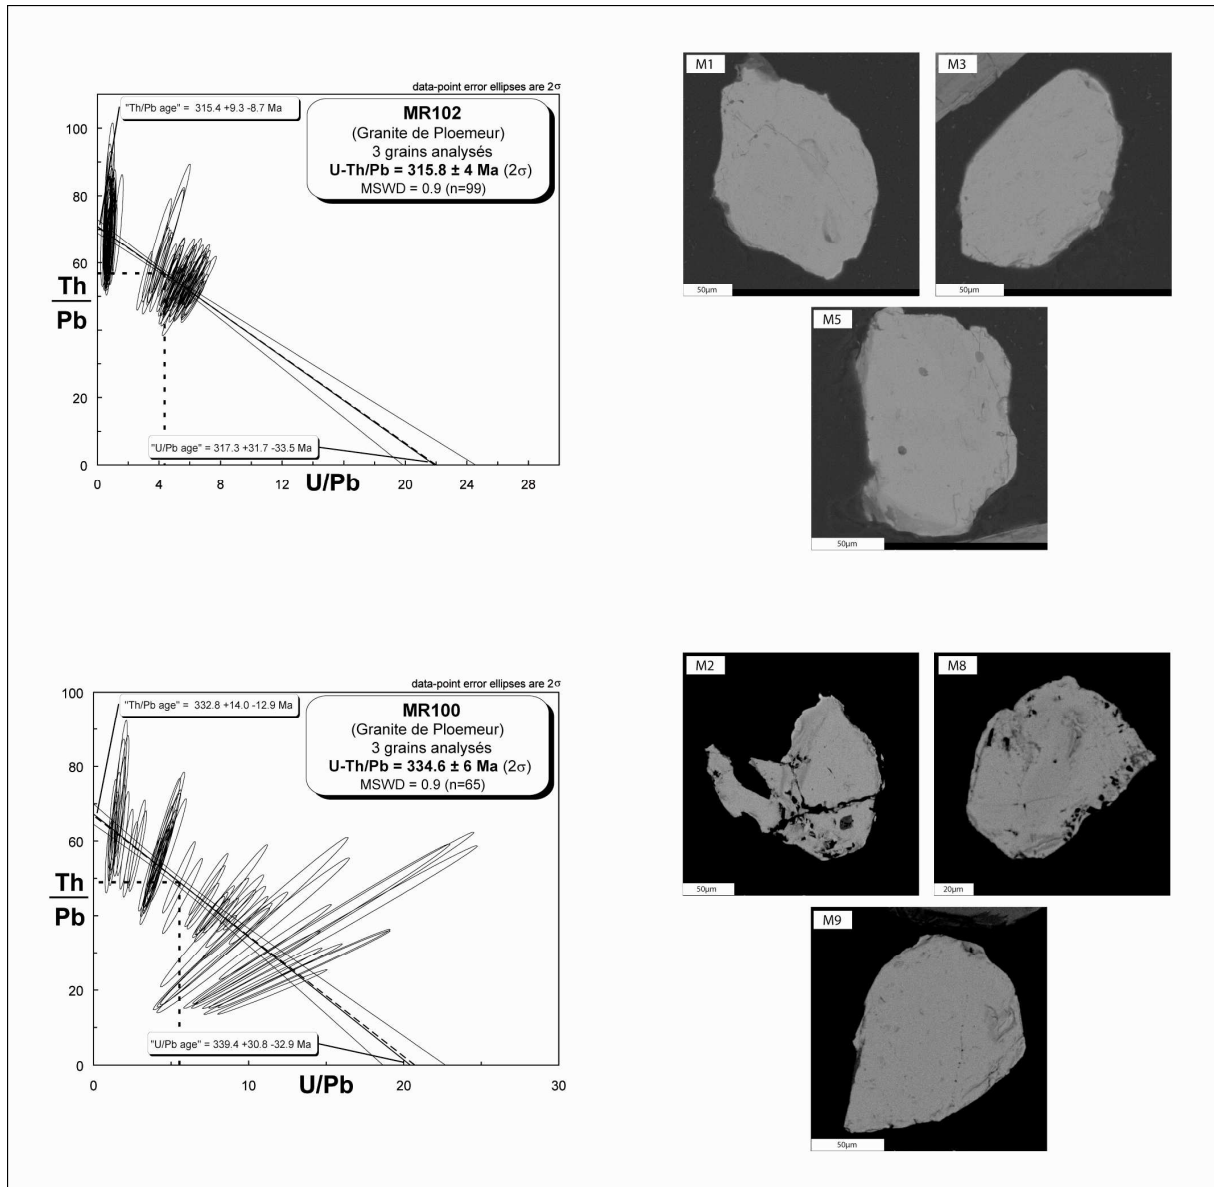 data-point error ellipses are 2σ
"Th/Pb age" = 315.4 +9.3 -8.7 Ma
MR102
(Granite de Ploemeur)
3 grains analysés
U-Th/Pb = 315.8 ± 4 Ma (2σ)
MSWD = 0.9 (n=99)
100
80
60
40
20
0
Th
Pb
"U/Pb age" = 317.3 +31.7 -33.5 Ma
0 4 8 12 16 20 24 28
U/Pb
M1
50µm
M3
50µm
M5
50µm
data-point error ellipses are 2σ
"Th/Pb age" = 332.8 +14.0 -12.9 Ma
MR100
(Granite de Ploemeur)
3 grains analysés
U-Th/Pb = 334.6 ± 6 Ma (2σ)
MSWD = 0.9 (n=65)
100
80
60
40
20
0
Th
Pb
"U/Pb age" = 339.4 +30.8 -32.9 Ma
0 10 20 30
U/Pb
M2
50µm
M8
20µm
M9
50µm